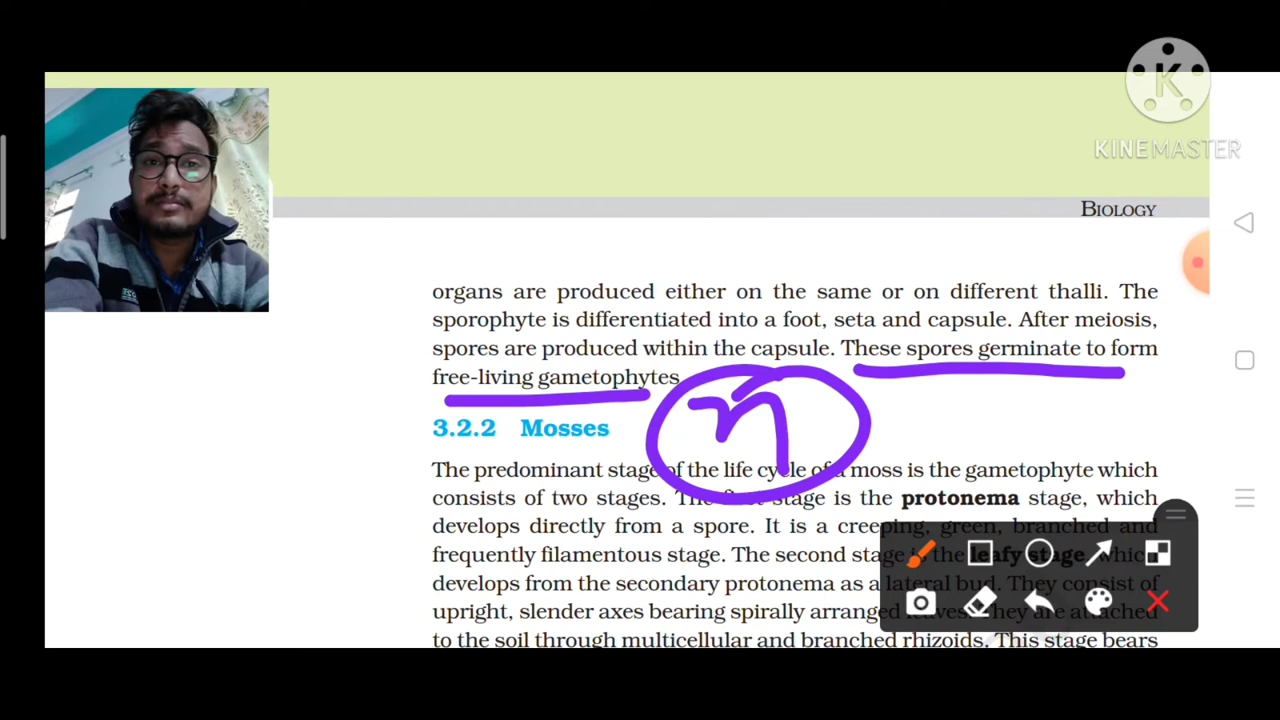 K
KINEMASTER
BIOLOGY
organs are produced either on the same or on different thalli. The
sporophyte is differentiated into a foot, seta and capsule. After meiosis,
spores are produced within the capsule. These spores germinate to form
free-living gametophytes
n
3.2.2 Mosses
The predominant stage of the life cycle of a moss is the gametophyte which
consists of two stages. The first stage is the protonema stage, which
develops directly from a spore. It is a creeping, green, branched and
frequently filamentous stage. The second stage is the leafy stage, which
develops from the secondary protonema as a lateral bud. They consist of
upright, slender axes bearing spirally arranged leaves. They are attached
to the soil through multicellular and branched rhizoids. This stage bears